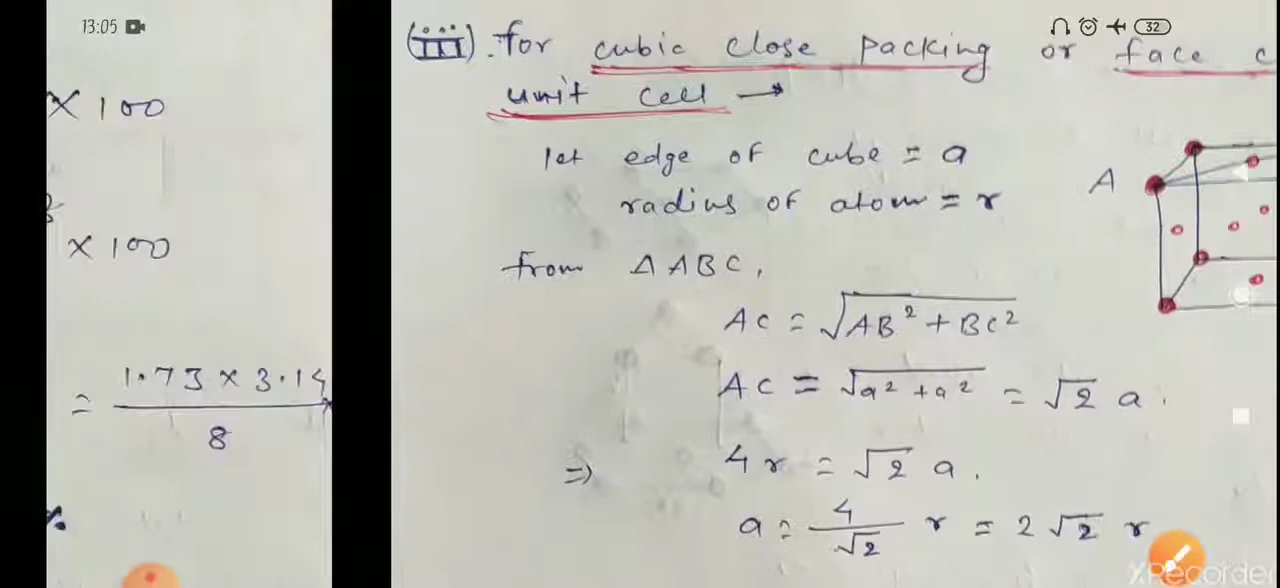 13:05
32
× 100
× 100
= 1.73 × 3.14 / 8
%
(iii). for cubic close packing or face c
unit cell →
let edge of cube = a
radius of atom = r
A
from Δ ABC,
AC = √AB² + BC²
AC = √a² + a² = √2 a.
⇒ 4r = √2 a.
a = 4/√2 r = 2√2 r
XRecorder